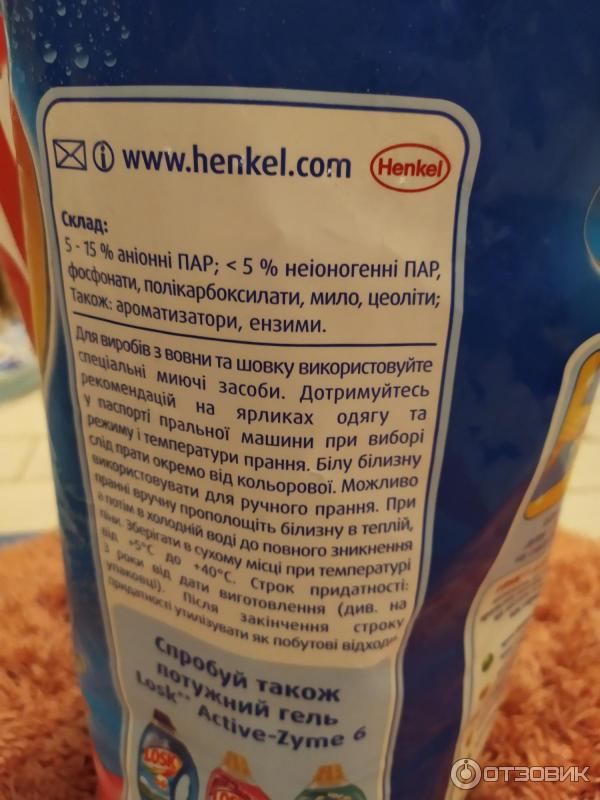 www.henkel.com Henkel
Склад:
5 - 15 % аніонні ПАР; < 5 % неіоногенні ПАР,
фосфонати, полікарбоксилати, мило, цеоліти;
Також: ароматизатори, ензими.
Для виробів з вовни та шовку використовуйте
спеціальні миючі засоби. Дотримуйтесь
рекомендацій на ярликах одягу та
у паспорті пральної машини при виборі
режиму і температури прання. Білу білизну
слід прати окремо від кольорової. Можливо
використовувати для ручного прання. При
пранні вручну прополощіть білизну в теплій,
а потім в холодній воді до повного зникнення
піни. Зберігати в сухому місці при температурі
від +5°C до +40°C. Строк придатності:
3 роки від дати виготовлення (див. на
упаковці). Після закінчення строку
придатності утилізувати як побутові відходи.
Спробуй також
потужний гель
Losk** Active-Zyme 6
LOSK
ОТЗОВИК